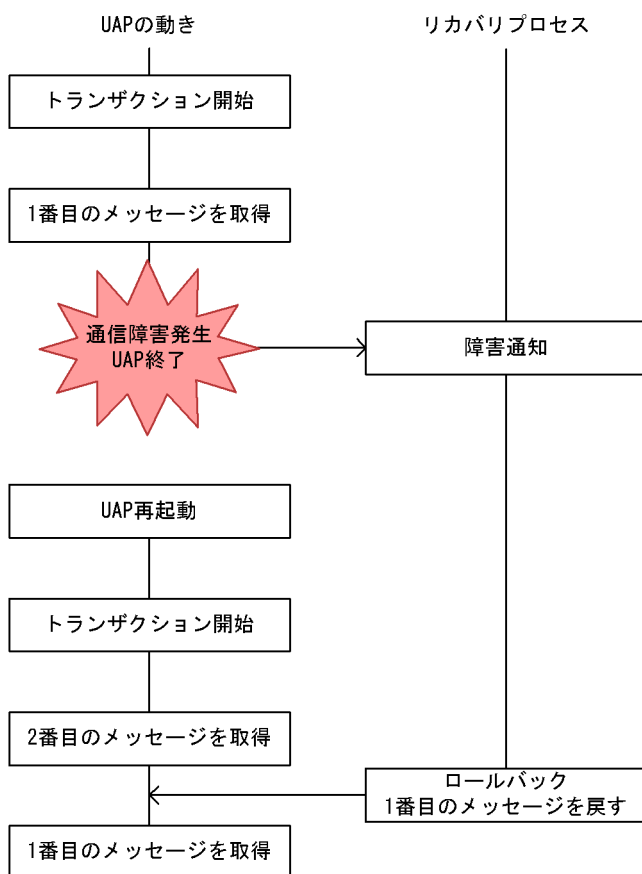 UAPの動き
リカバリプロセス
トランザクション開始
1番目のメッセージを取得
通信障害発生
UAP終了
障害通知
UAP再起動
トランザクション開始
2番目のメッセージを取得
ロールバック
1番目のメッセージを戻す
1番目のメッセージを取得